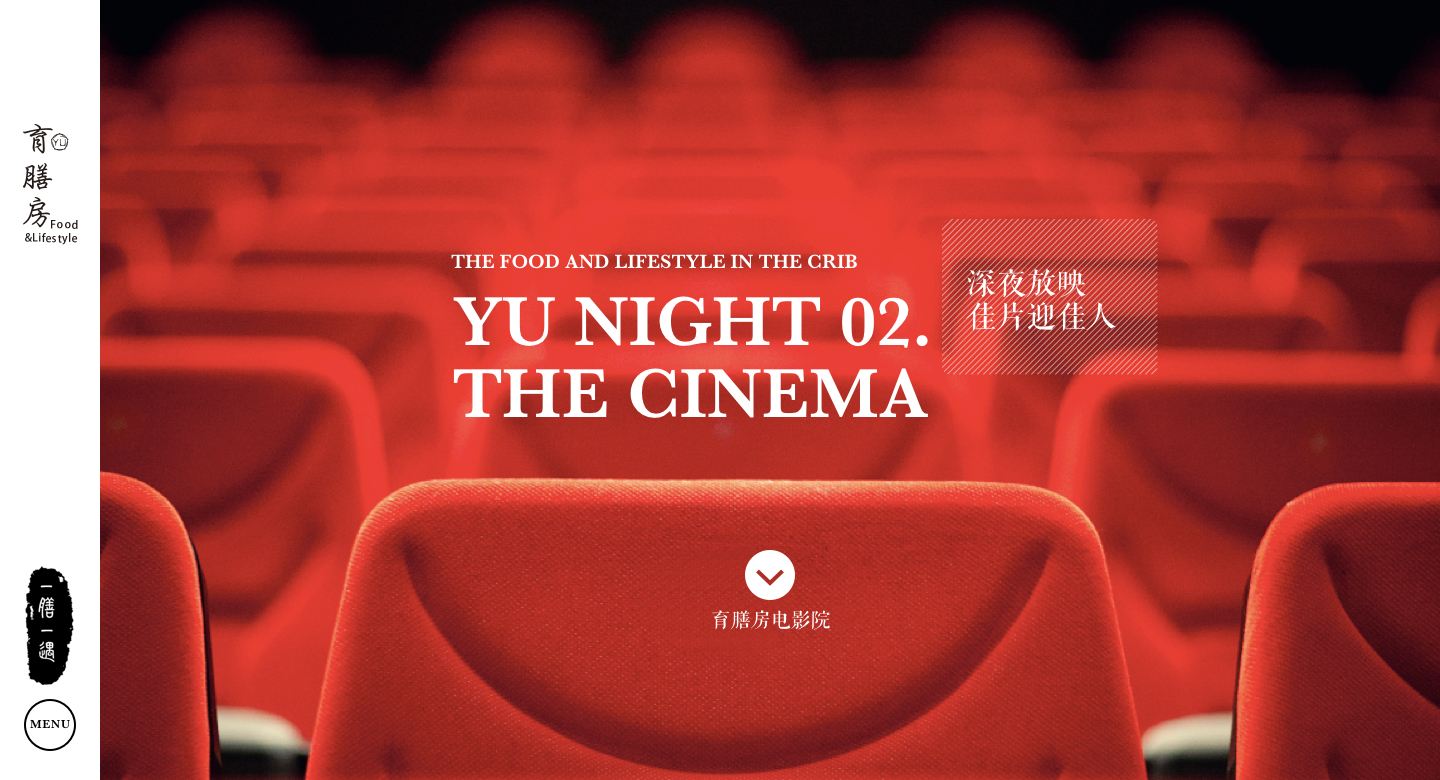 育
YU
膳
房
Food
&Lifestyle
一膳一遇
MENU
THE FOOD AND LIFESTYLE IN THE CRIB
YU NIGHT 02.
THE CINEMA
深夜放映
佳片迎佳人
育膳房电影院